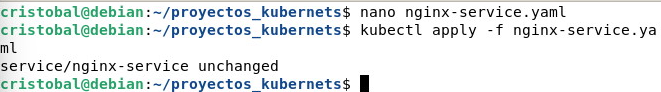 cristobal@debian:~/proyectos_kubernets$ nano nginx-service.yaml
cristobal@debian:~/proyectos_kubernets$ kubectl apply -f nginx-service.ya
ml
service/nginx-service unchanged
cristobal@debian:~/proyectos_kubernets$